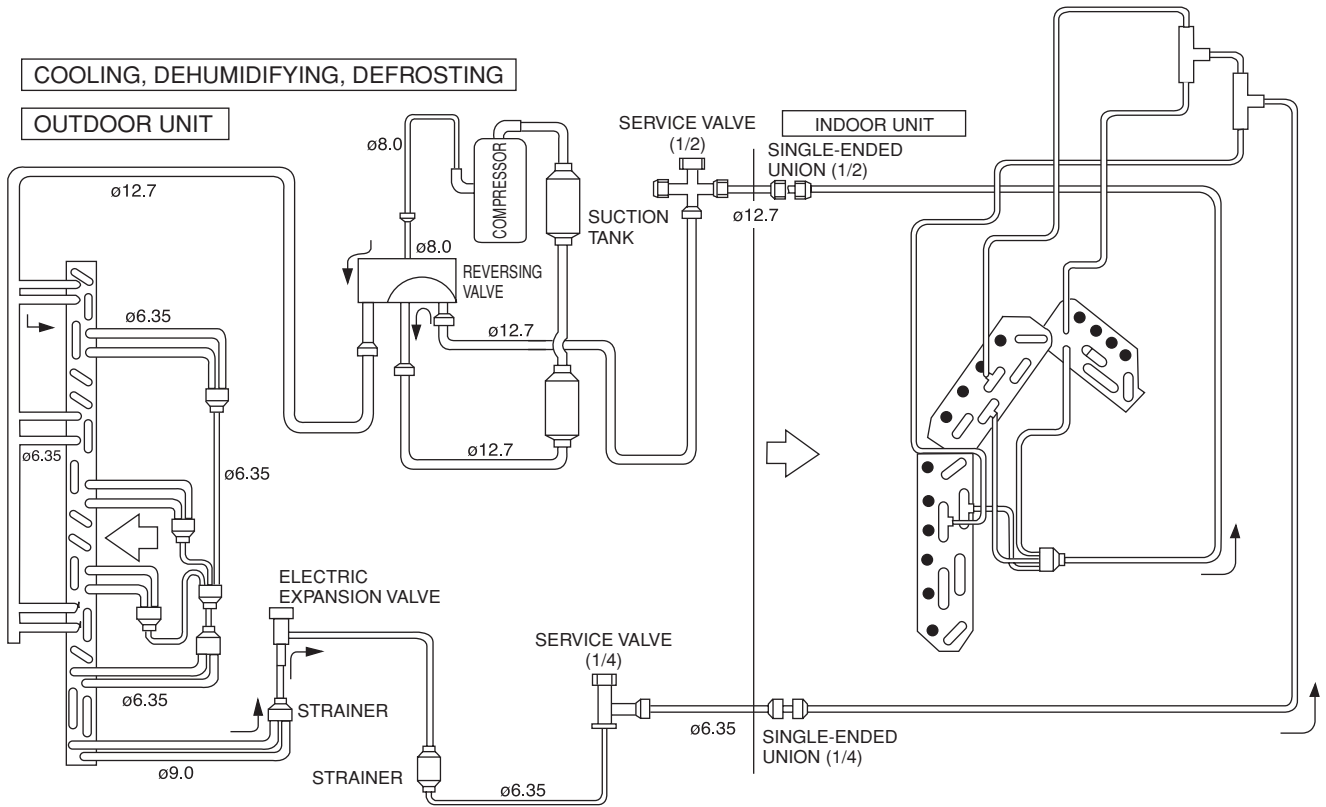 COOLING, DEHUMIDIFYING, DEFROSTING
OUTDOOR UNIT
ø12.7
ø8.0
COMPRESSOR
SUCTION
TANK
SERVICE VALVE
(1/2)
INDOOR UNIT
SINGLE-ENDED
UNION (1/2)
ø12.7
ø8.0
REVERSING
VALVE
ø12.7
ø6.35
ø6.35
ø6.35
ø12.7
ELECTRIC
EXPANSION VALVE
SERVICE VALVE
(1/4)
ø6.35
STRAINER
ø6.35
SINGLE-ENDED
UNION (1/4)
ø9.0
STRAINER
ø6.35